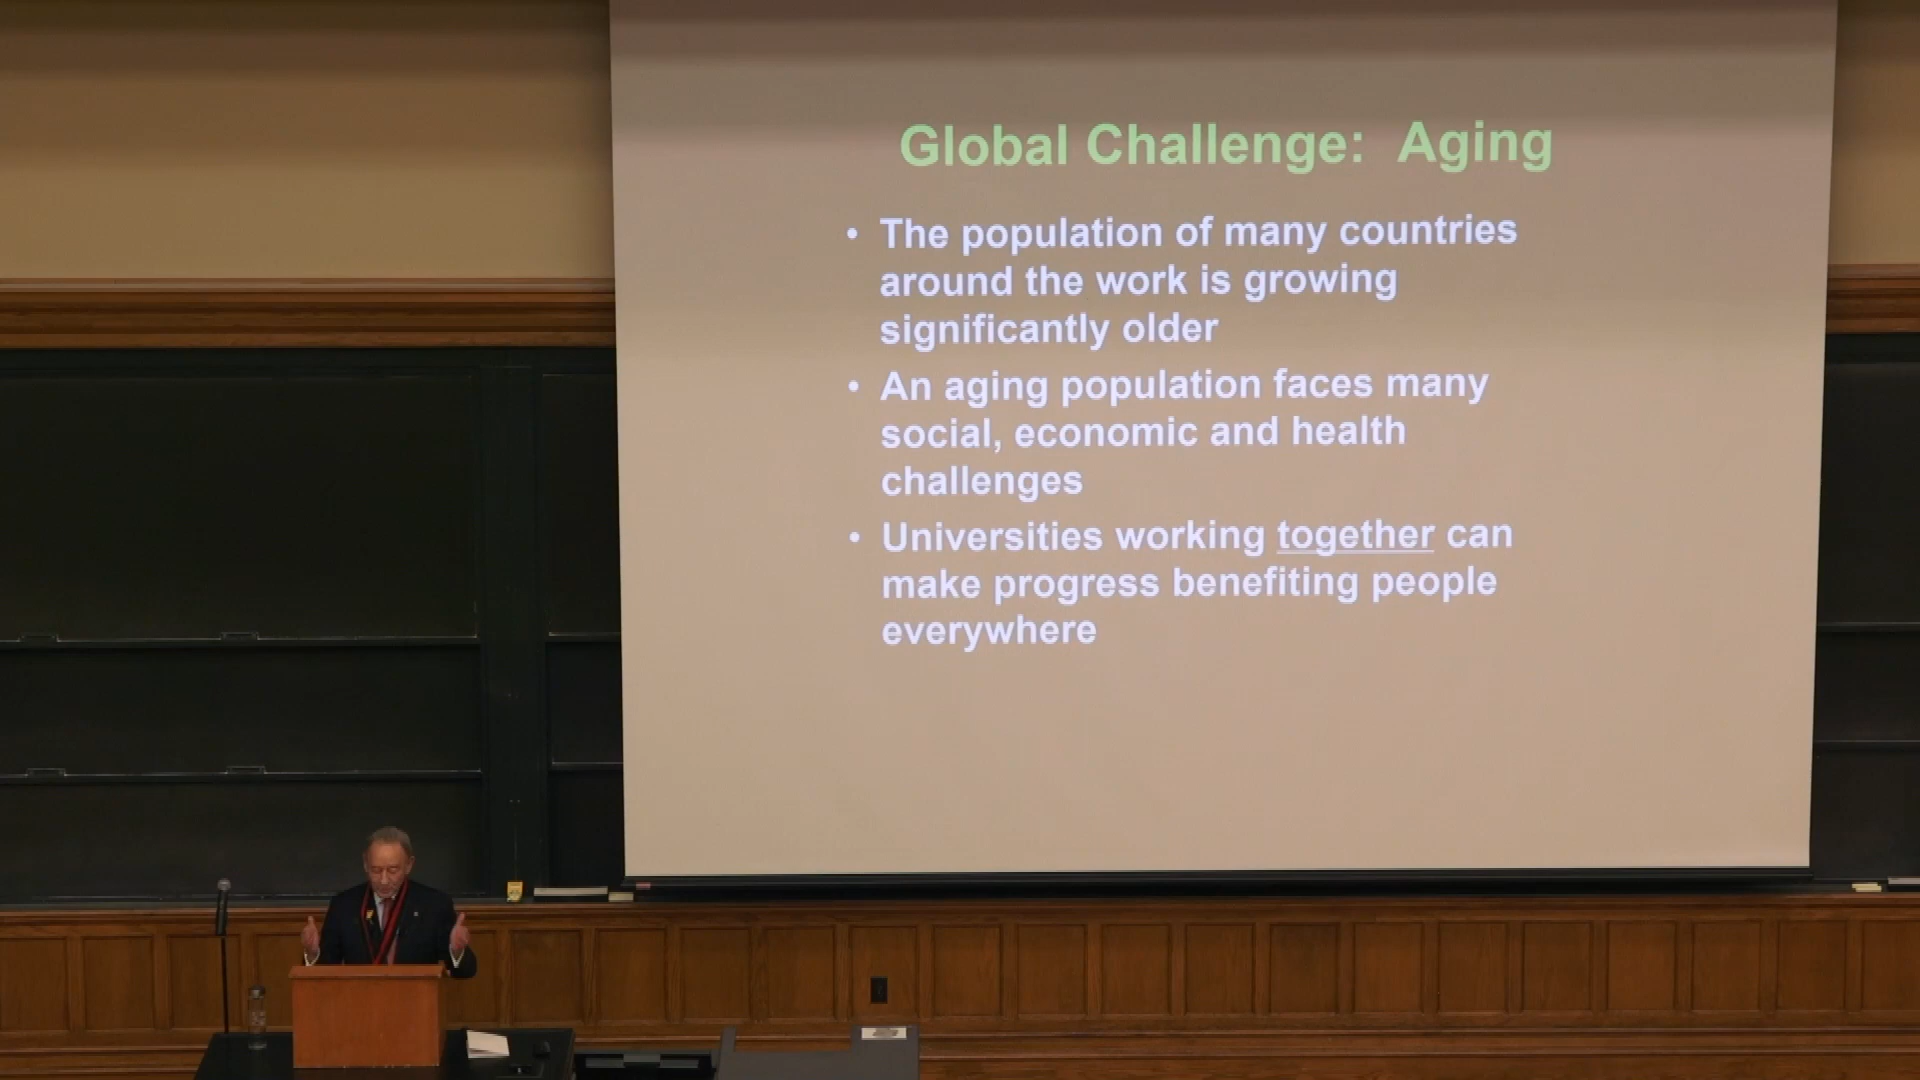 Global Challenge: Aging
• The population of many countries
around the work is growing
significantly older
• An aging population faces many
social, economic and health
challenges
• Universities working together can
make progress benefiting people
everywhere